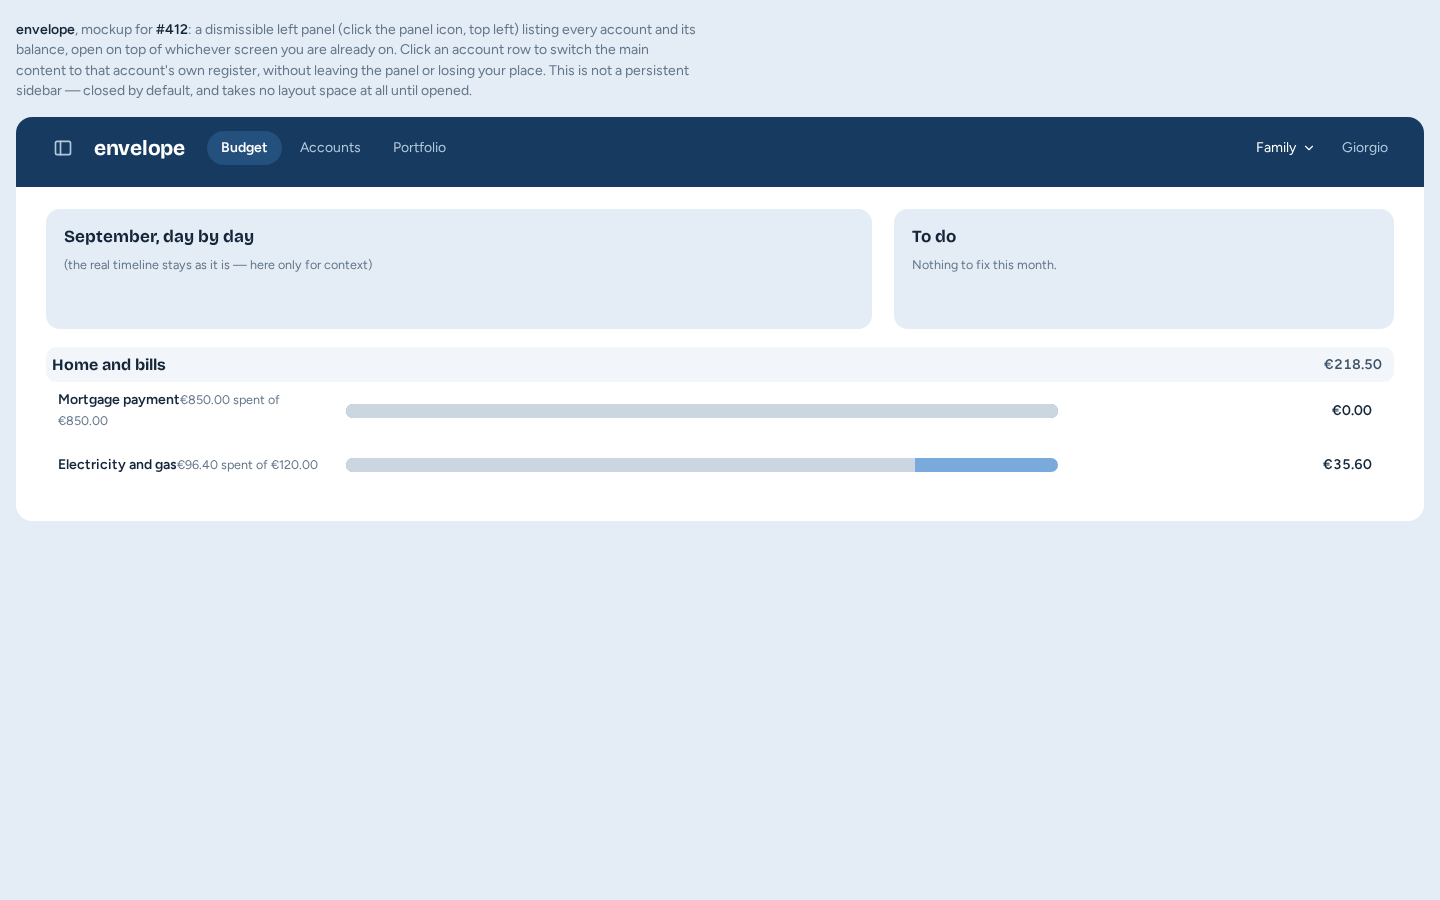 envelope, mockup for #412: a dismissible left panel (click the panel icon, top left) listing every account and its
balance, open on top of whichever screen you are already on. Click an account row to switch the main
content to that account's own register, without leaving the panel or losing your place. This is not a persistent
sidebar — closed by default, and takes no layout space at all until opened.
envelope
Budget
Accounts
Portfolio
Family
Giorgio
September, day by day
(the real timeline stays as it is — here only for context)
To do
Nothing to fix this month.
Home and bills
€218.50
Mortgage payment€850.00 spent of
€850.00
€0.00
Electricity and gas€96.40 spent of €120.00
€35.60